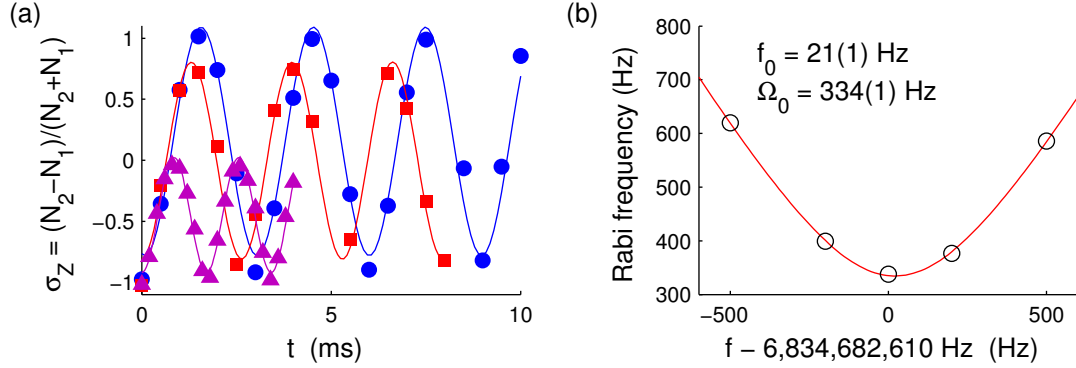 (a)
σ_Z = (N_2−N_1)/(N_2+N_1)
1
0.5
0
−0.5
−1
0
5
10
t (ms)
(b)
Rabi frequency (Hz)
f_0 = 21(1) Hz
Ω_0 = 334(1) Hz
800
700
600
500
400
300
−500
0
500
f − 6,834,682,610 Hz (Hz)